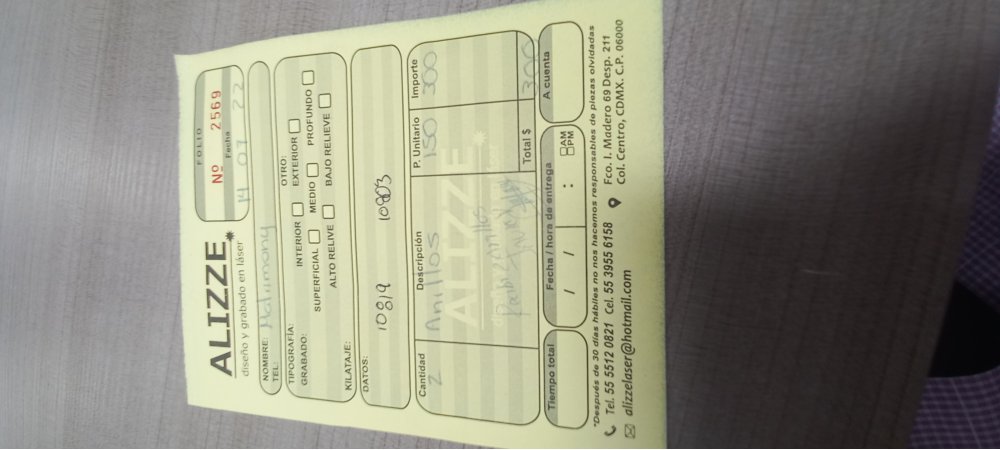 ALIZZE
diseño y grabado en láser
FOLIO
Nº 2569
Fecha
14 07 22
NOMBRE: Matrimony
TEL:
TIPOGRAFÍA:
OTRO:
GRABADO:
INTERIOR EXTERIOR
SUPERFICIAL MEDIO PROFUNDO
ALTO RELIVE BAJO RELIEVE
KILATAJE:
DATOS:
10819 10803
Cantidad Descripción P. Unitario Importe
2 Anillos 150 300
ALIZZE
Total $ 300
Tiempo total Fecha / hora de entrega A cuenta
/ / : AM
PM
*Después de 30 días hábiles no nos hacemos responsables de piezas olvidadas
Tel. 55 5512 0821 Cel. 55 3955 6158
alizzelaser@hotmail.com
Fco. I. Madero 69 Desp. 211
Col. Centro, CDMX. C.P. 06000